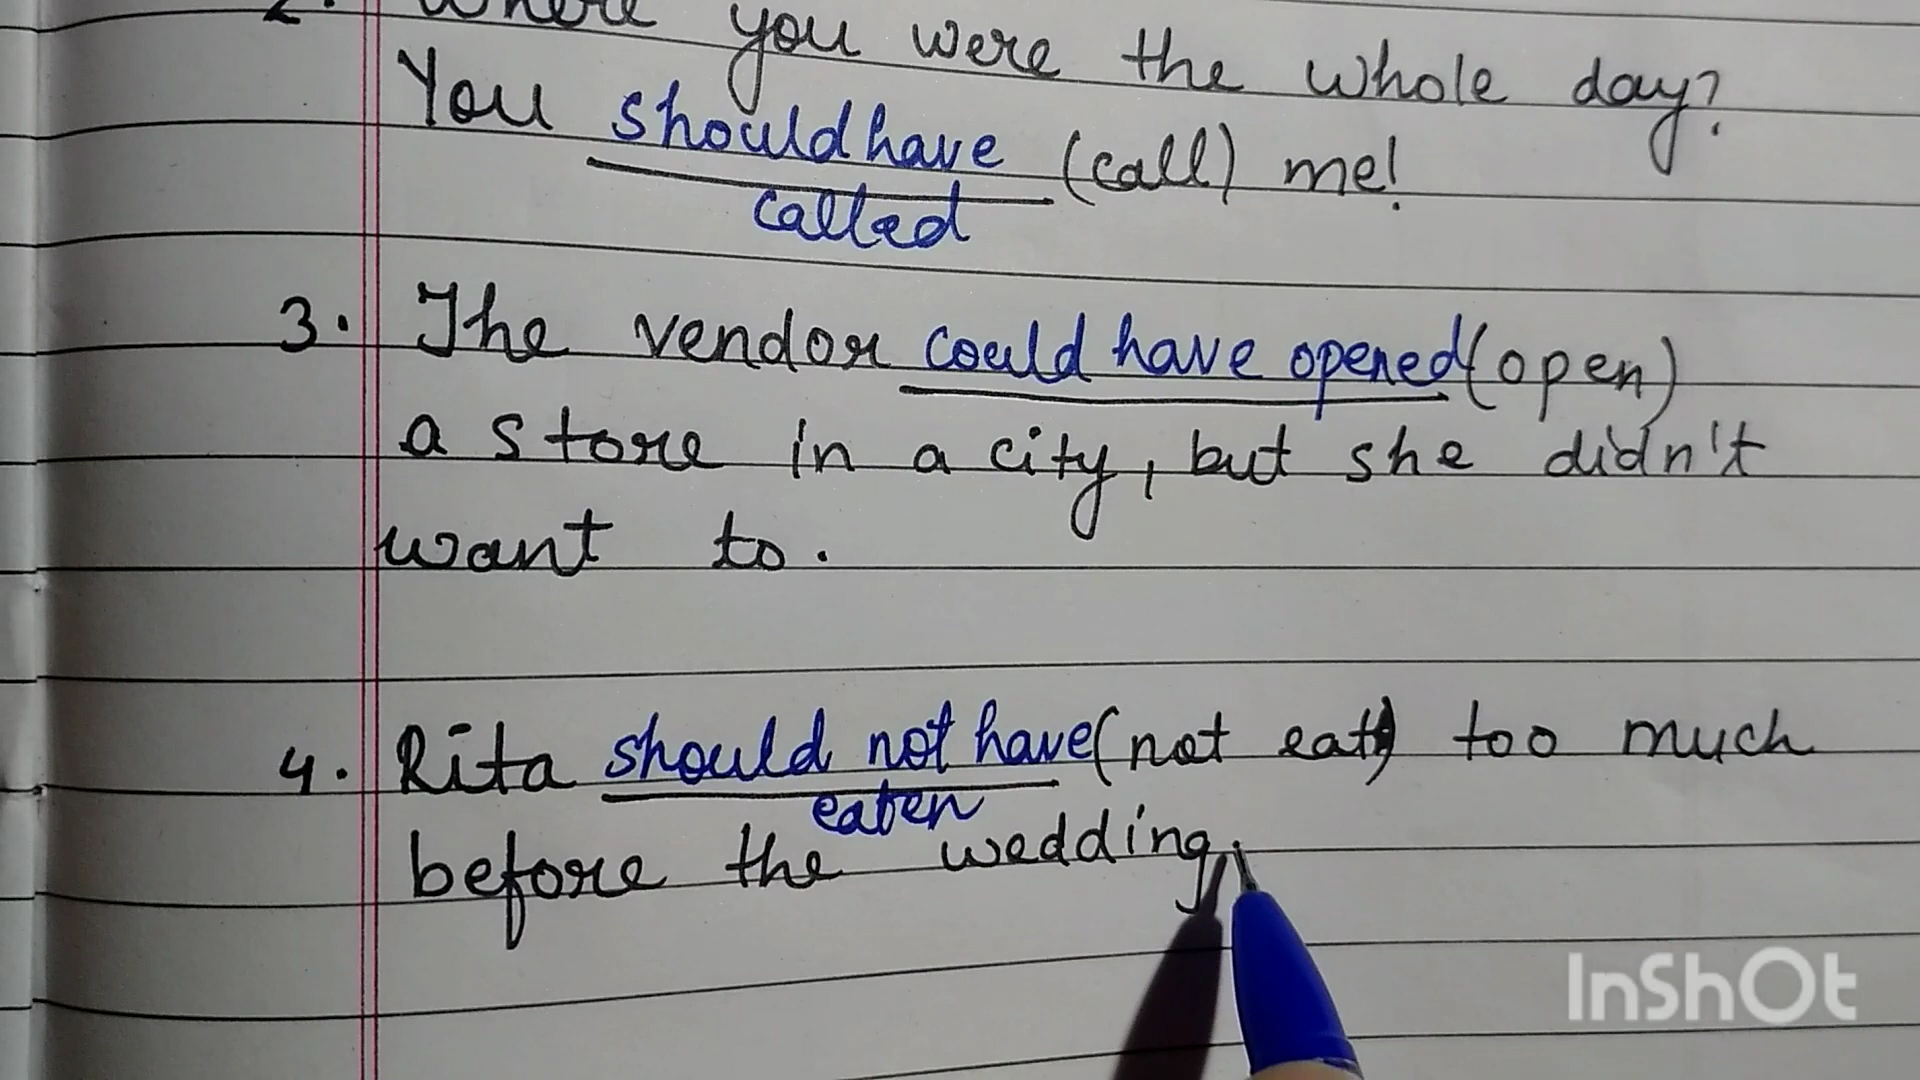 2. Where you were the whole day?
You should have (call) me!
called
3. The vendor could have opened (open)
a store in a city, but she didn't
want to.
4. Rita should not have (not eat) too much
eaten
before the wedding.
InShOt